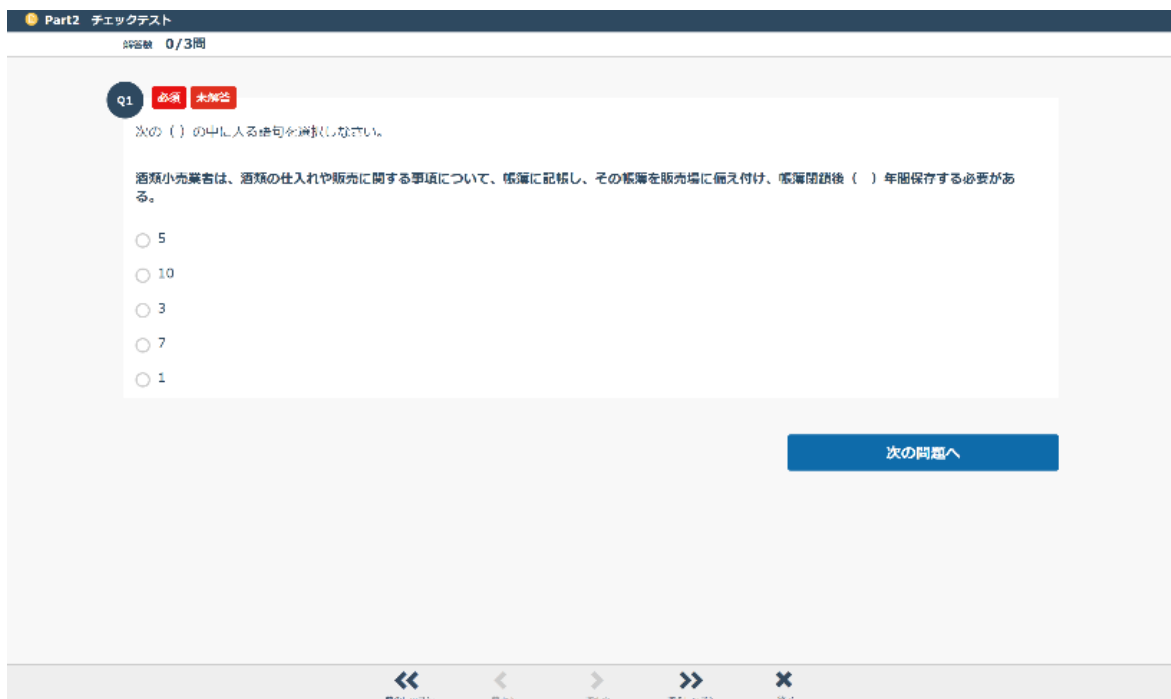 Part2 チェックテスト
解答数 0/3問
Q1 必須 未解答
次の（ ）の中に入る語句を選択しなさい。
酒類小売業者は、酒類の仕入れや販売に関する事項について、帳簿に記帳し、その帳簿を販売場に備え付け、帳簿閉鎖後（ ）年間保存する必要があ
る。
5
10
3
7
1
次の問題へ